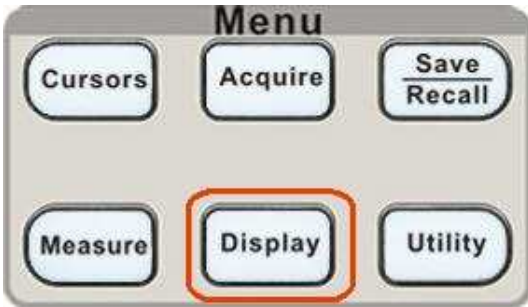 Menu
Cursors
Acquire
Save
Recall
Measure
Display
Utility